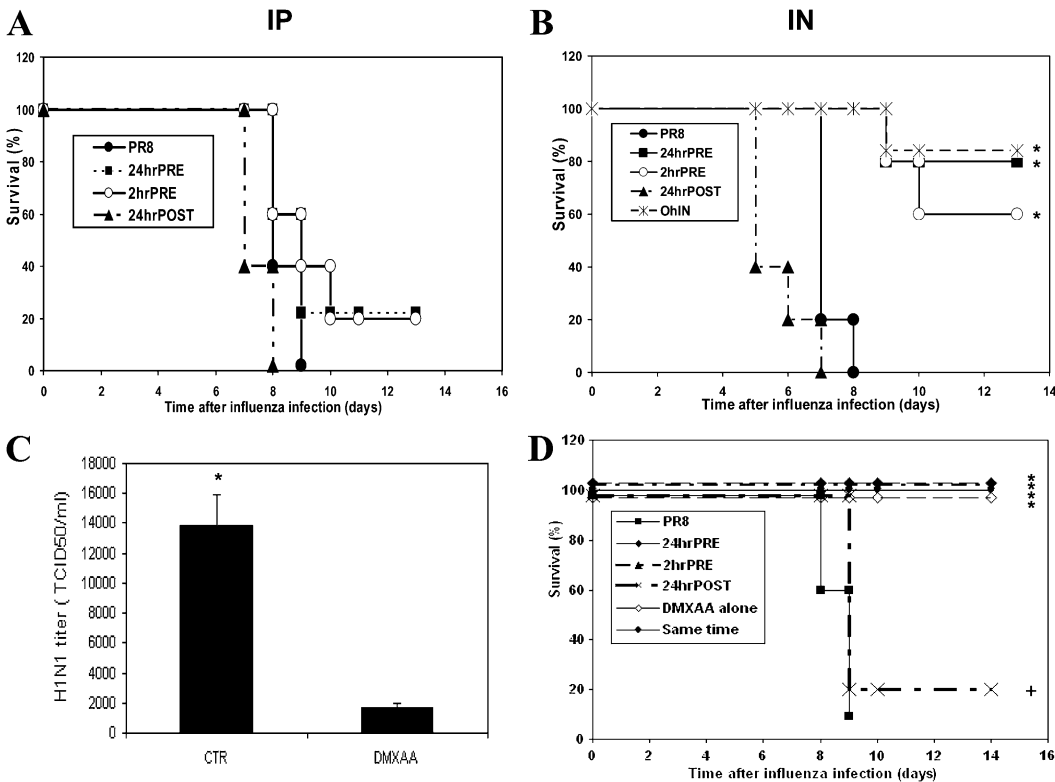 A
IP
120
100
80
60
40
20
0
Survival (%)
PR8
24hrPRE
2hrPRE
24hrPOST
0 2 4 6 8 10 12 14 16
Time after influenza infection (days)
B
IN
120
100
80
60
40
20
0
Survival (%)
PR8
24hrPRE
2hrPRE
24hrPOST
OhIN
*
*
*
0 2 4 6 8 10 12 14
Time after influenza infection (days)
C
18000
16000
14000
12000
10000
8000
6000
4000
2000
0
H1N1 titer ( TCID50/ml)
*
CTR DMXAA
D
120
100
80
60
40
20
0
Survival (%)
PR8
24hrPRE
2hrPRE
24hrPOST
DMXAA alone
Same time
*
*
*
*
+
0 2 4 6 8 10 12 14 16
Time after influenza infection (days)